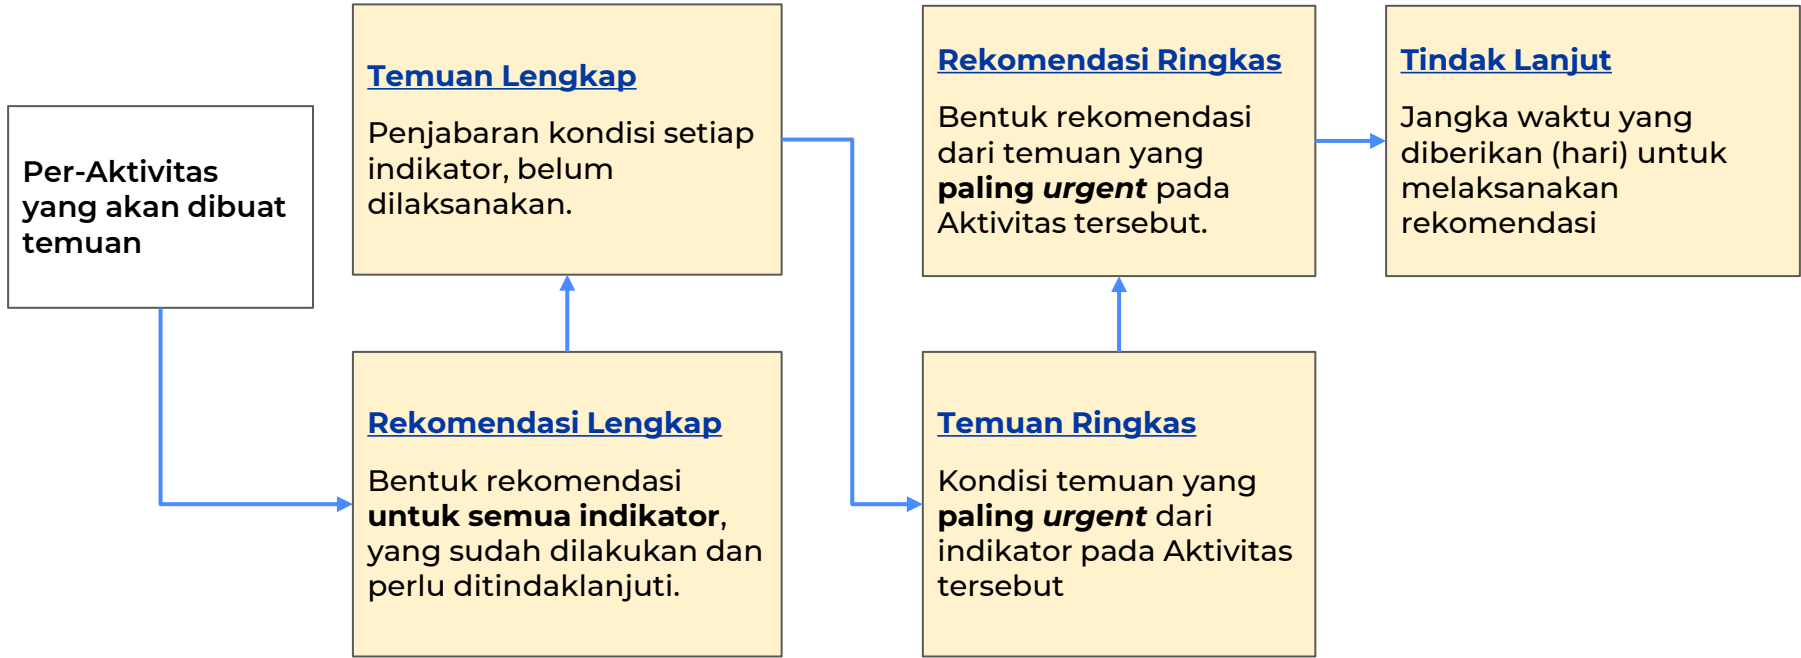 Per-Aktivitas
yang akan dibuat
temuan
Rekomendasi Lengkap
Bentuk rekomendasi
untuk semua indikator,
yang sudah dilakukan dan
perlu ditindaklanjuti.
Temuan Lengkap
Penjabaran kondisi setiap
indikator, belum
dilaksanakan.
Temuan Ringkas
Kondisi temuan yang
paling urgent dari
indikator pada Aktivitas
tersebut
Rekomendasi Ringkas
Bentuk rekomendasi
dari temuan yang
paling urgent pada
Aktivitas tersebut.
Tindak Lanjut
Jangka waktu yang
diberikan (hari) untuk
melaksanakan
rekomendasi